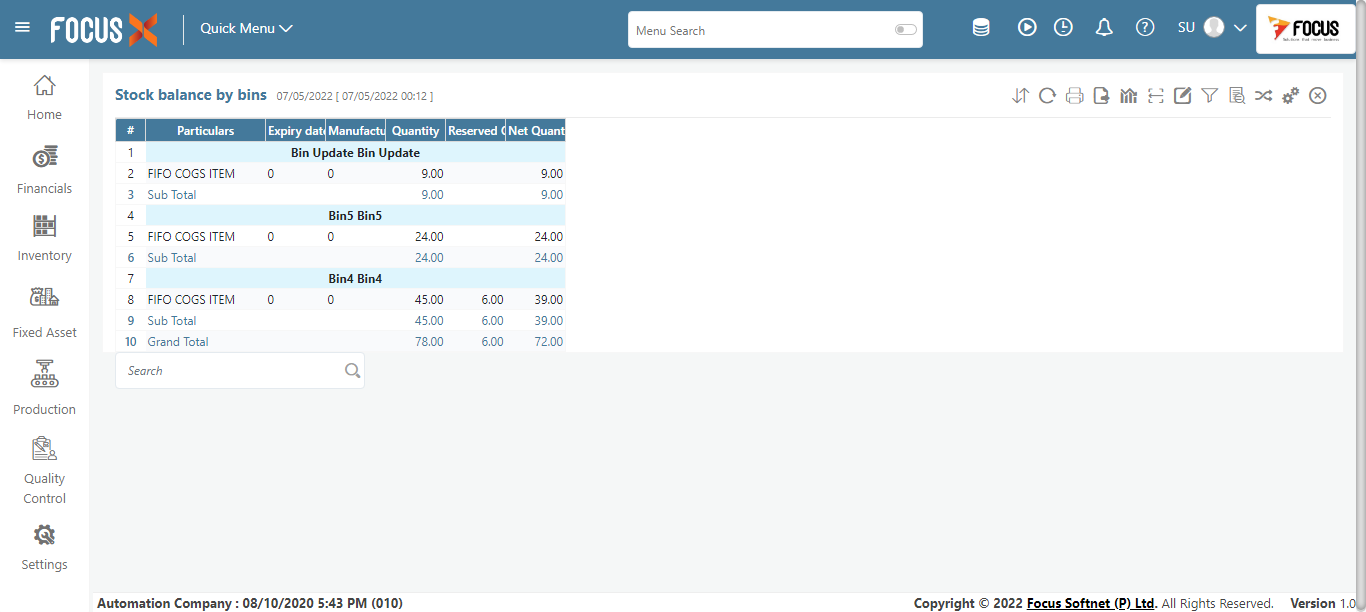 FOCUS X Quick Menu Menu Search SU FOCUS
Home
Financials
Inventory
Fixed Asset
Production
Quality
Control
Settings
Stock balance by bins 07/05/2022 [ 07/05/2022 00:12 ]
# Particulars Expiry date Manufactu Quantity Reserved Q Net Quant
1 Bin Update Bin Update
2 FIFO COGS ITEM 0 0 9.00 9.00
3 Sub Total 9.00 9.00
4 Bin5 Bin5
5 FIFO COGS ITEM 0 0 24.00 24.00
6 Sub Total 24.00 24.00
7 Bin4 Bin4
8 FIFO COGS ITEM 0 0 45.00 6.00 39.00
9 Sub Total 45.00 6.00 39.00
10 Grand Total 78.00 6.00 72.00
Search
Automation Company : 08/10/2020 5:43 PM (010) Copyright © 2022 Focus Softnet (P) Ltd. All Rights Reserved. Version 1.0